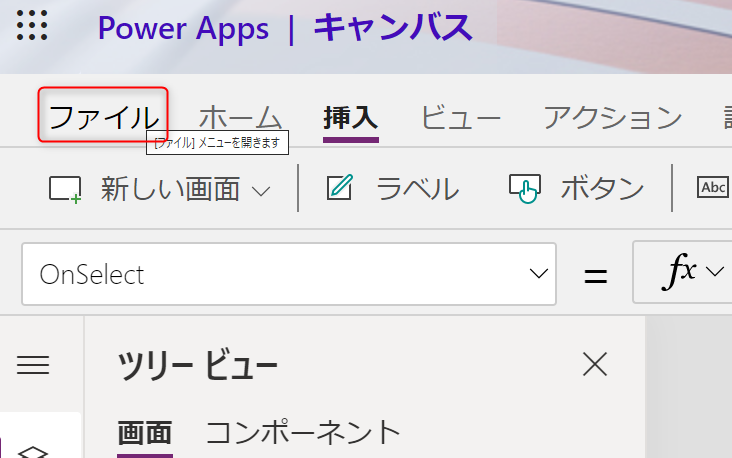 Power Apps | キャンバス
ファイル ホーム 挿入 ビュー アクション
[ファイル] メニューを開きます
新しい画面 ラベル ボタン Abc
OnSelect = fx
ツリー ビュー
画面 コンポーネント